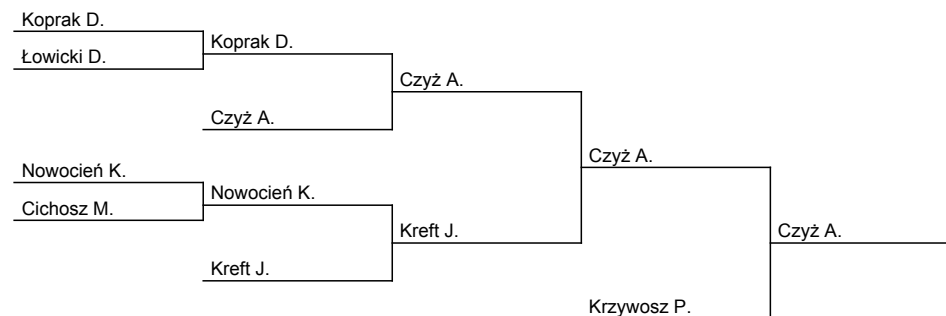 Koprak D.
Łowicki D.
Koprak D.
Czyż A.
Czyż A.
Nowocień K.
Cichosz M.
Nowocień K.
Kreft J.
Kreft J.
Czyż A.
Krzywosz P.
Czyż A.